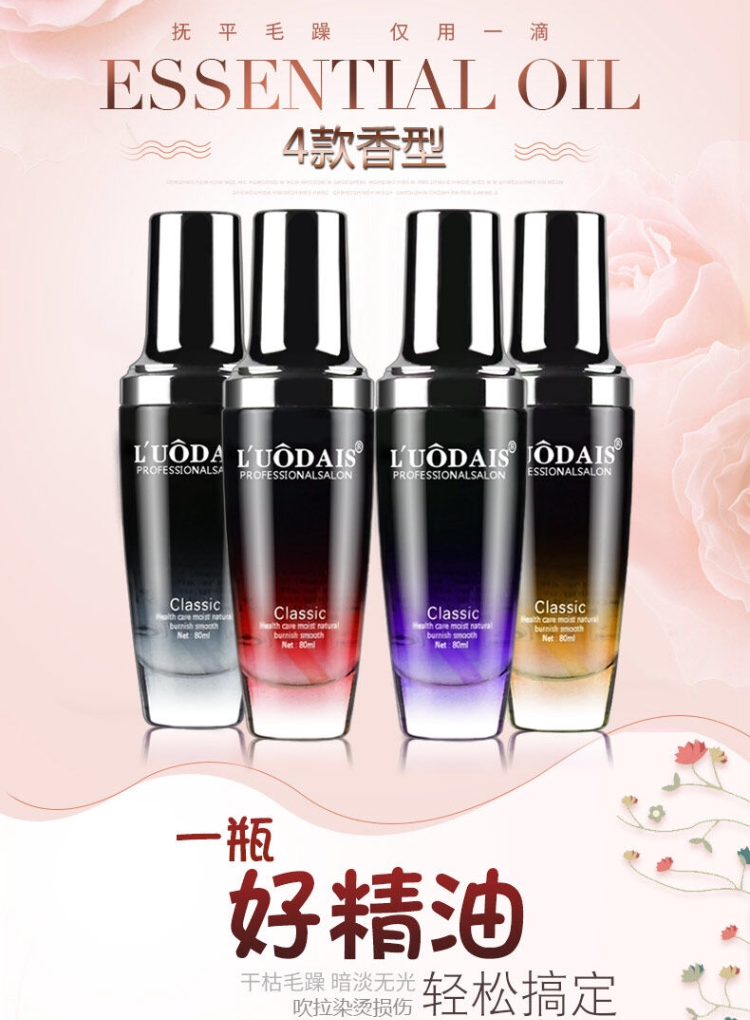 抚平毛躁 仅用一滴
ESSENTIAL OIL
4款香型
L'UÔDA
PROFESSIONALSA
Classic
Health care moist natura
burnish smooth
Net: 80ml
L'UÔDAIS®
PROFESSIONALSALON
Classic
Health care moist natural
burnish smooth
Net: 80ml
L'UÔDAIS®
PROFESSIONALSALON
Classic
Health care moist natural
burnish smooth
Net: 80ml
UÔDAIS®
ESSIONALSALON
Classic
Health care moist natural
burnish smooth
Net: 80ml
一瓶
好精油
干枯毛躁 暗淡无光
吹拉染烫损伤 轻松搞定